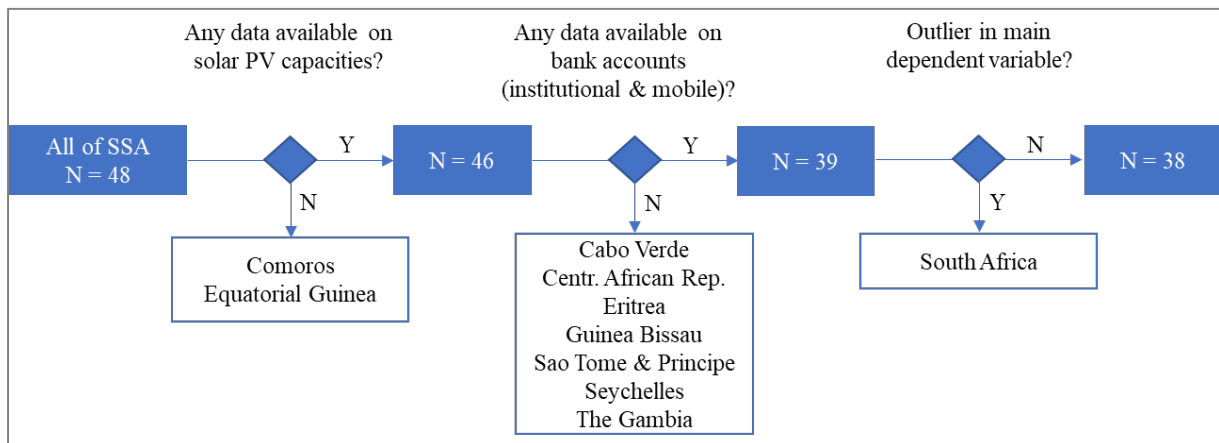 Any data available on
solar PV capacities?
Any data available on
bank accounts
(institutional & mobile)?
Outlier in main
dependent variable?
All of SSA
N = 48
Y
N = 46
Y
N = 39
N
N = 38
N
N
Y
Comoros
Equatorial Guinea
Cabo Verde
Centr. African Rep.
Eritrea
Guinea Bissau
Sao Tome & Principe
Seychelles
The Gambia
South Africa